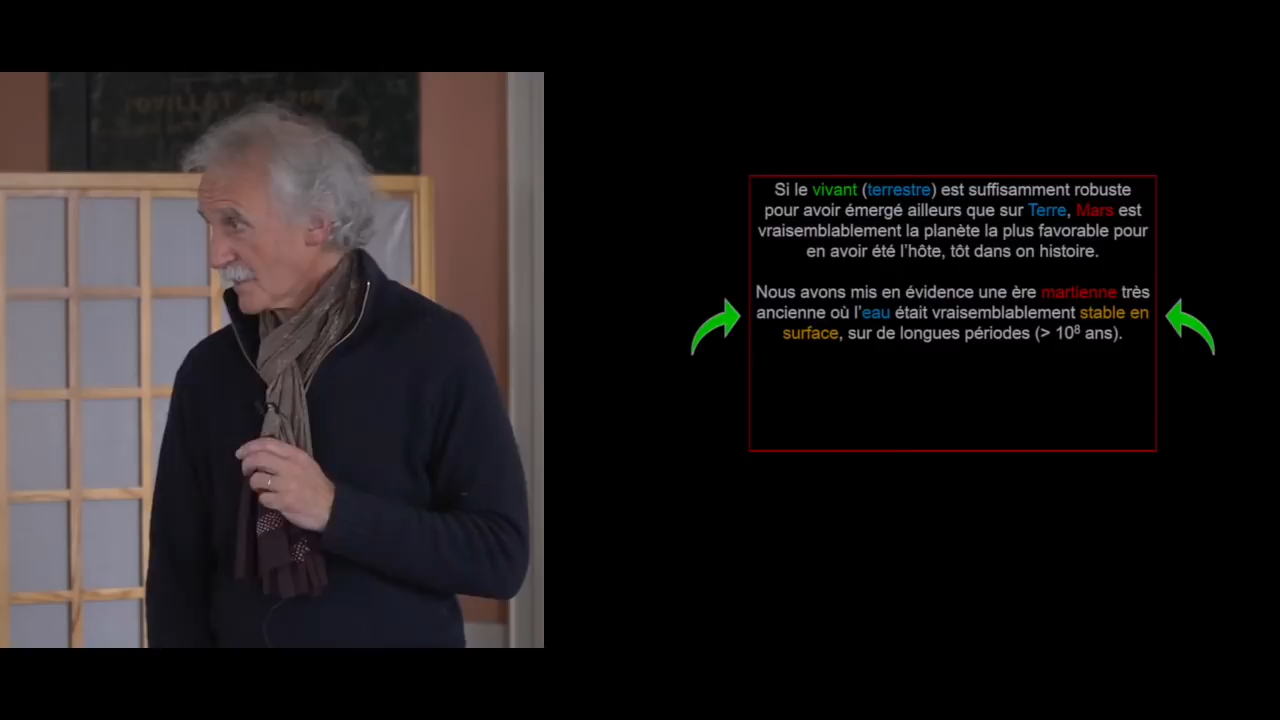 Si le vivant (terrestre) est suffisamment robuste
pour avoir émergé ailleurs que sur Terre, Mars est
vraisemblablement la planète la plus favorable pour
en avoir été l'hôte, tôt dans on histoire.
Nous avons mis en évidence une ère martienne très
ancienne où l'eau était vraisemblablement stable en
surface, sur de longues périodes (> 10⁸ ans).